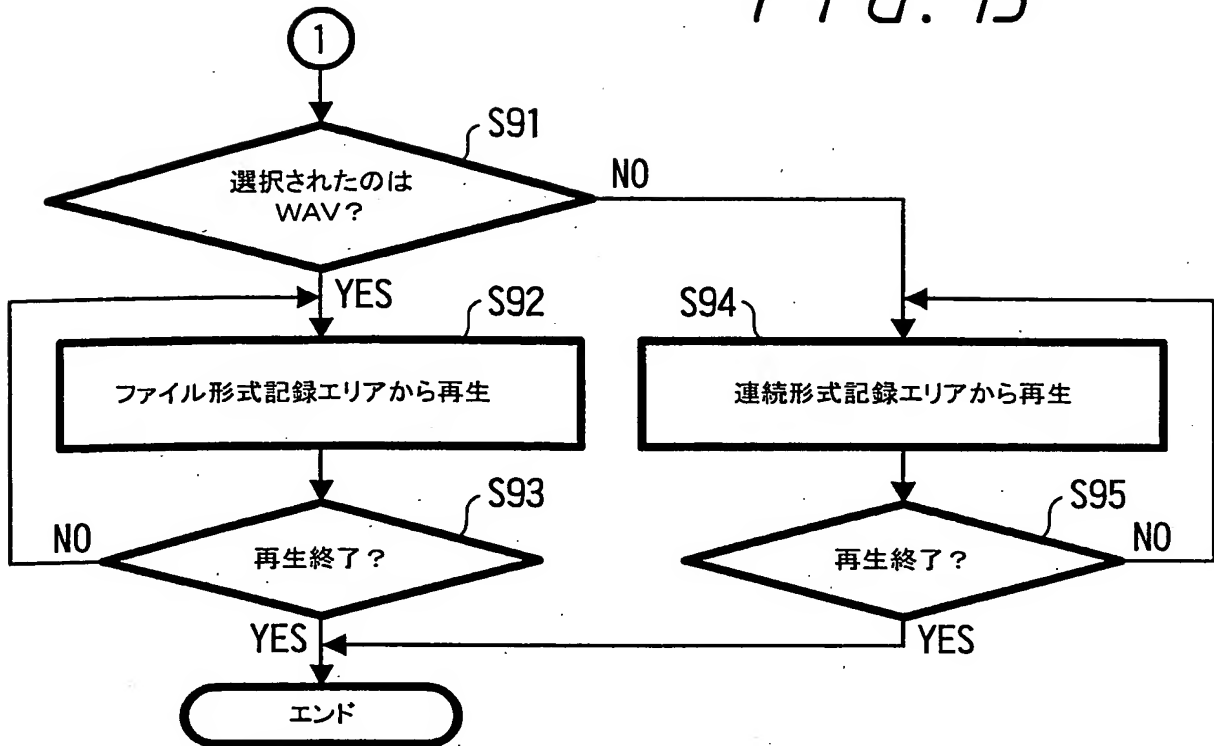 FIG. 15
1
S91
選択されたのは
WAV?
NO
YES
S92
ファイル形式記録エリアから再生
S94
連続形式記録エリアから再生
S93
再生終了?
NO
YES
S95
再生終了?
NO
YES
エンド